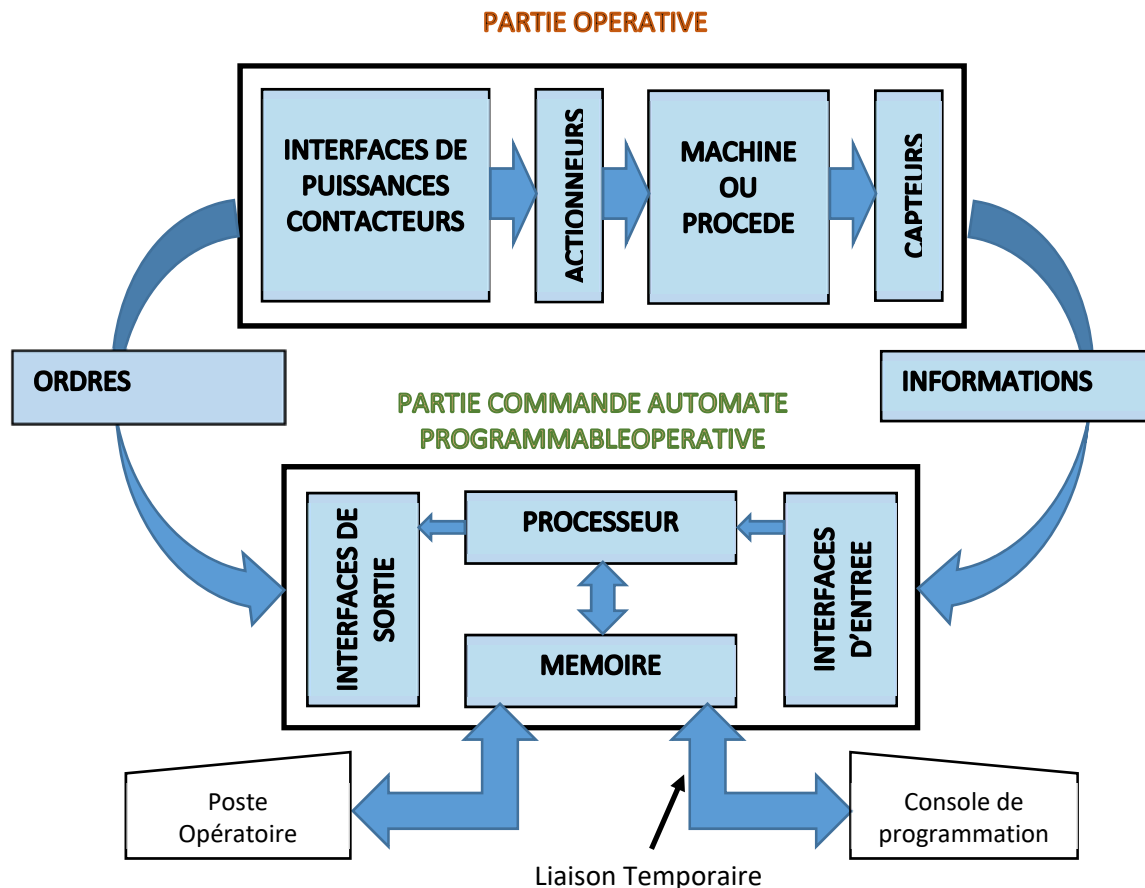 PARTIE OPERATIVE
INTERFACES DE
PUISSANCES
CONTACTEURS
ACTIONNEURS
MACHINE
OU
PROCEDE
CAPTEURS
ORDRES
INFORMATIONS
PARTIE COMMANDE AUTOMATE
PROGRAMMABLEOPERATIVE
INTERFACES DE
SORTIE
PROCESSEUR
MEMOIRE
INTERFACES
D'ENTREE
Poste
Opératoire
Console de
programmation
Liaison Temporaire